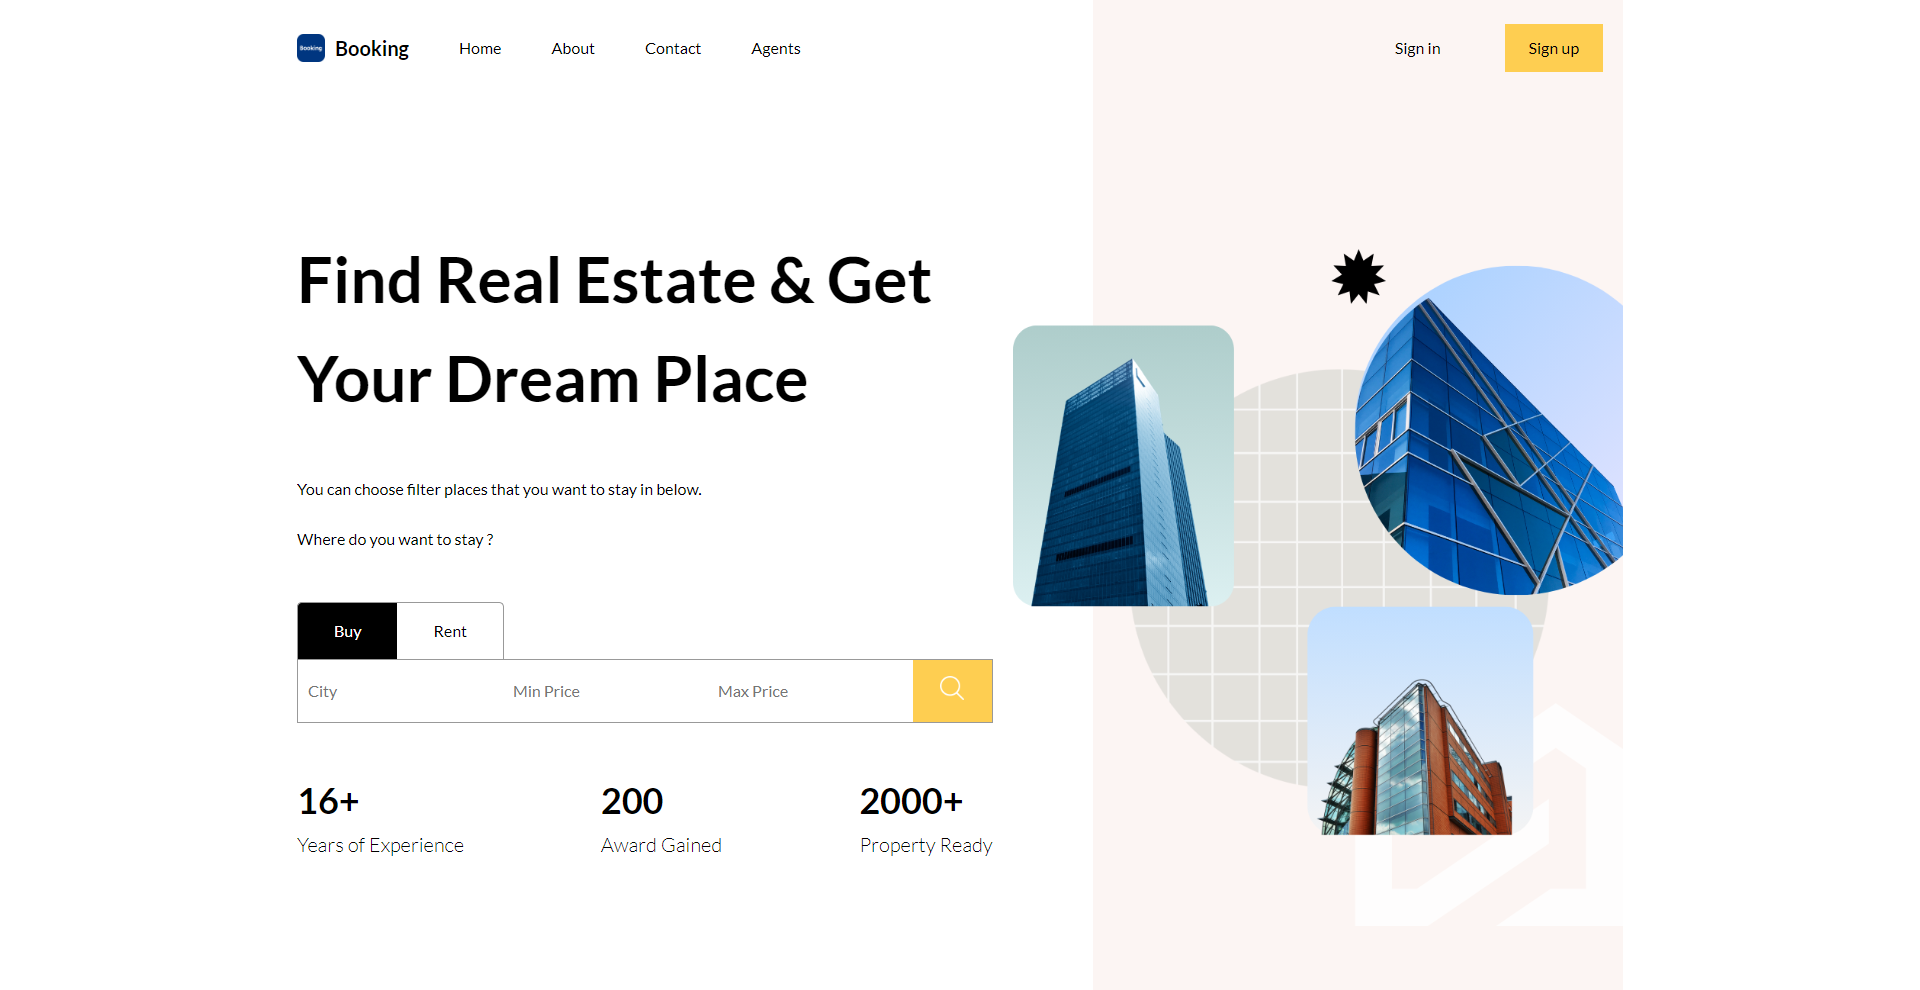 Booking Booking Home About Contact Agents Sign in Sign up
Find Real Estate & Get
Your Dream Place
You can choose filter places that you want to stay in below.
Where do you want to stay ?
Buy Rent
City Min Price Max Price
16+ 200 2000+
Years of Experience Award Gained Property Ready